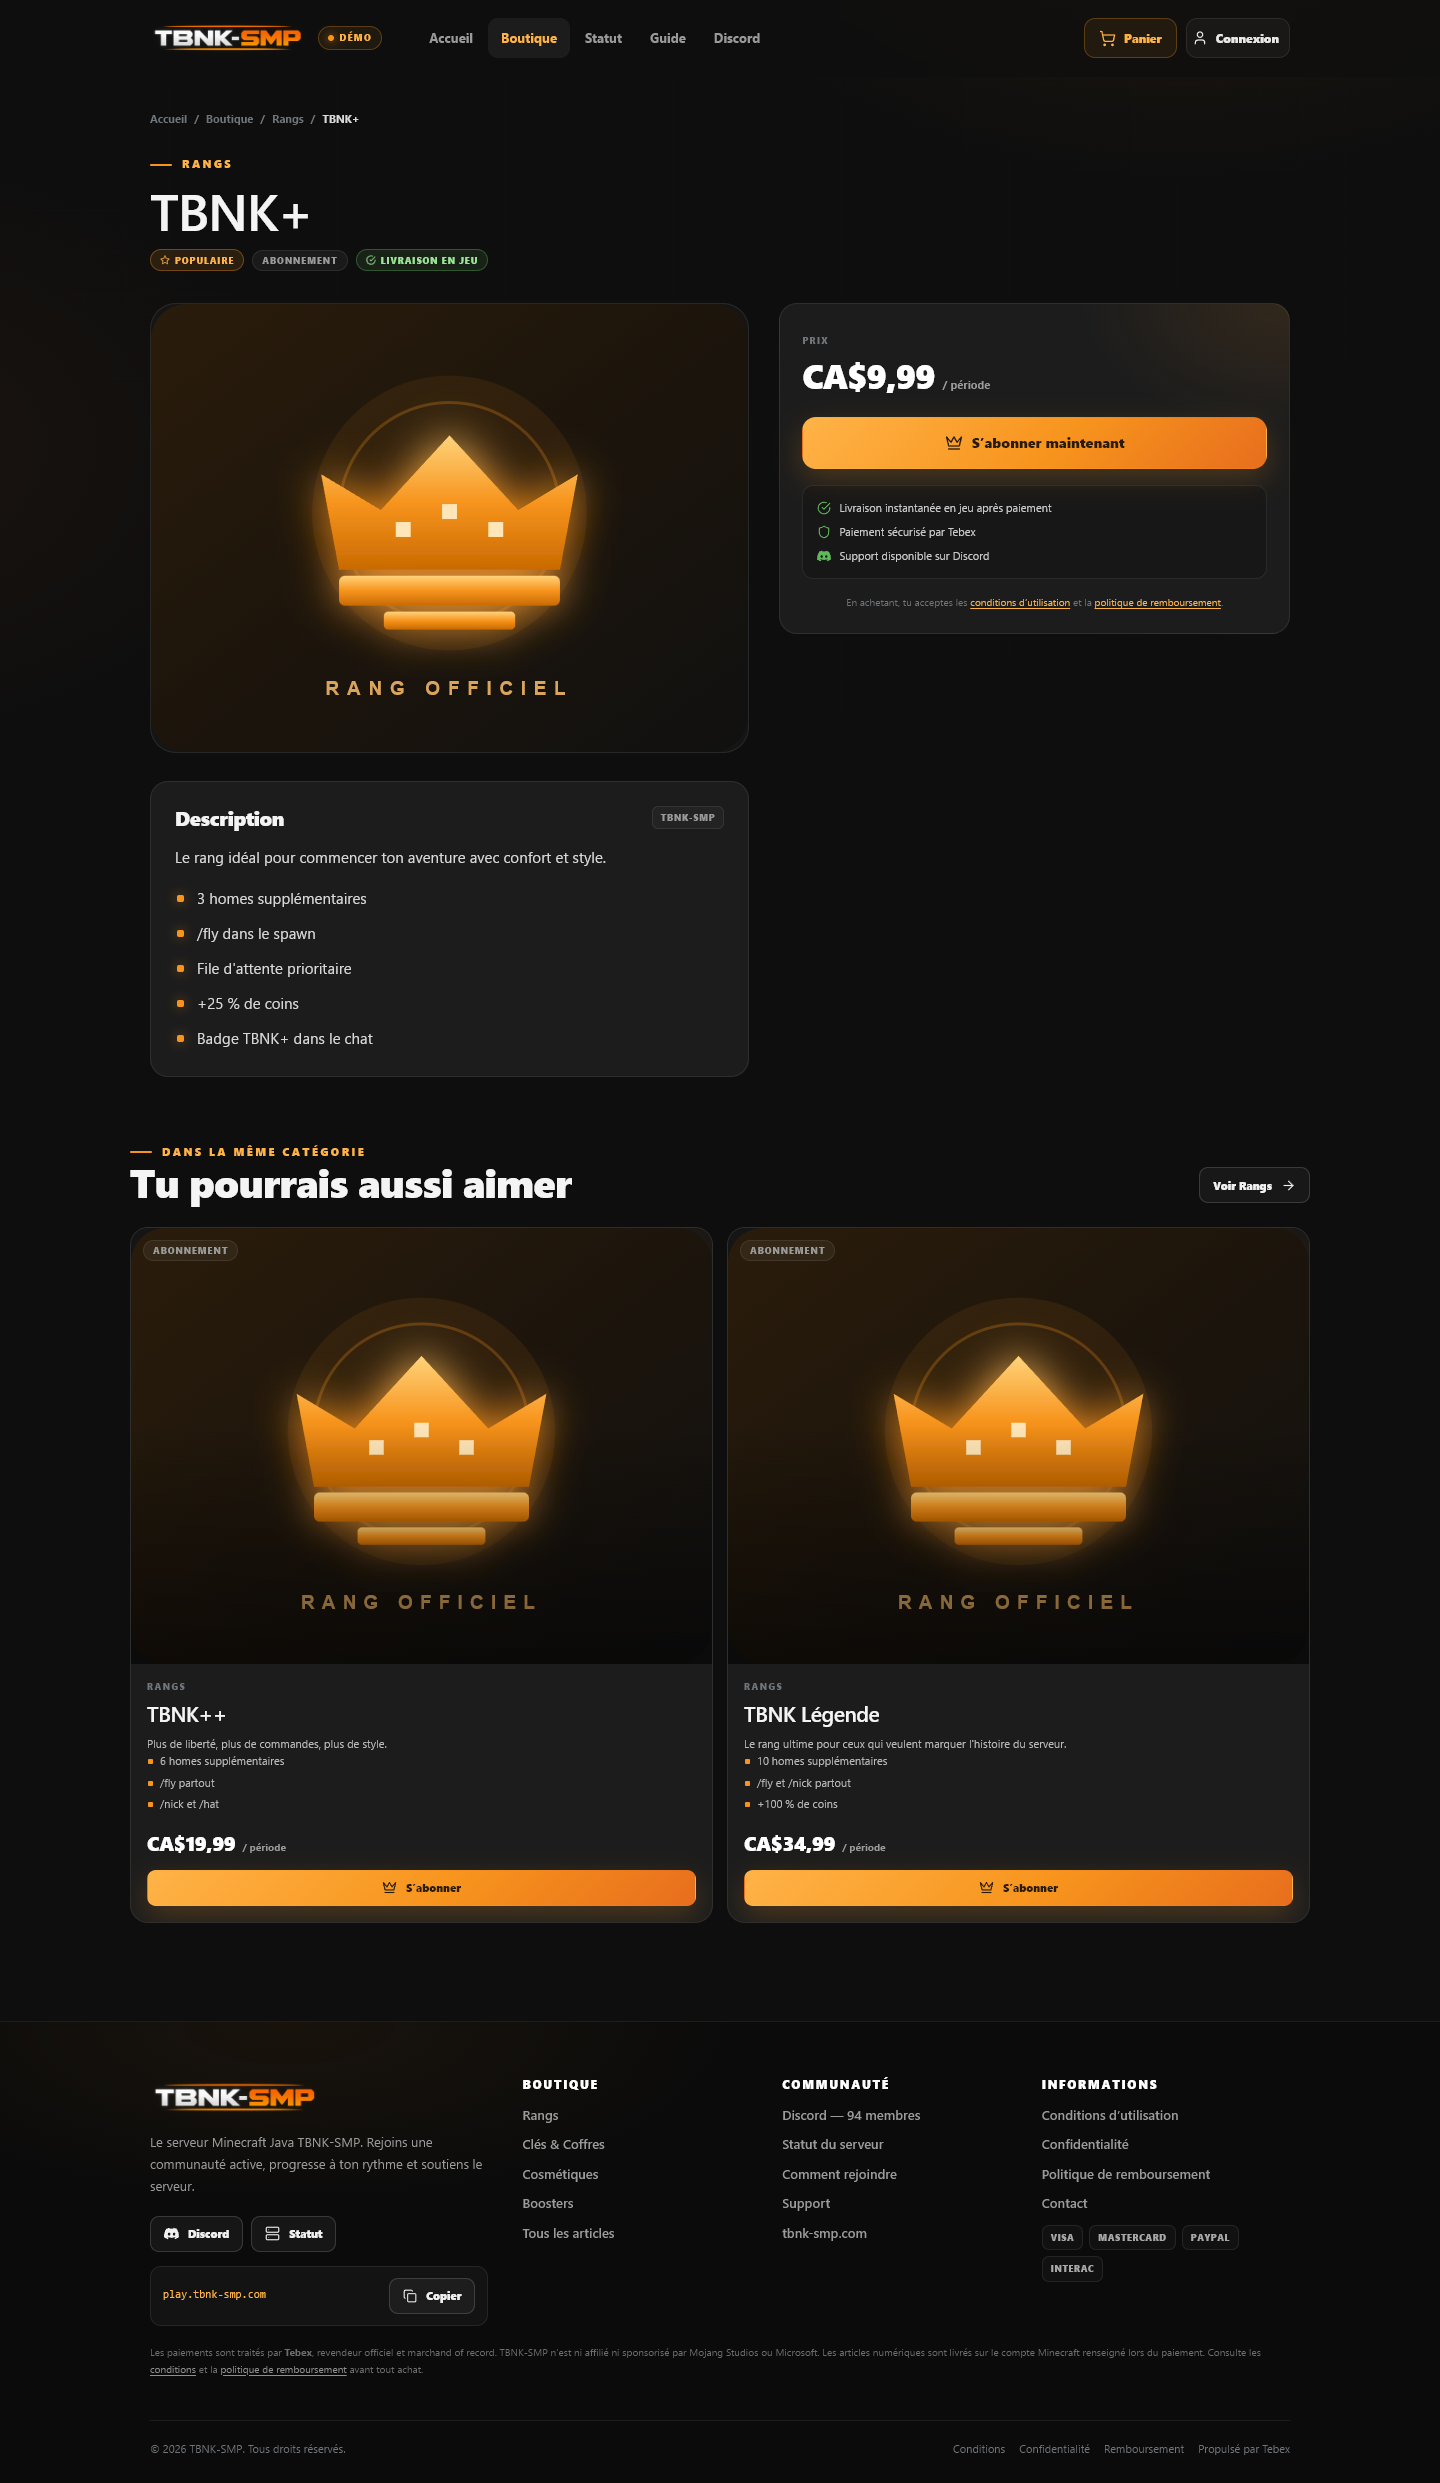 TBNK-SMP
DÉMO
Accueil
Boutique
Statut
Guide
Discord
Panier
Connexion
Accueil / Boutique / Rangs / TBNK+
RANGS
TBNK+
POPULAIRE
ABONNEMENT
LIVRAISON EN JEU
RANG OFFICIEL
PRIX
CA$9,99 / période
S'abonner maintenant
Livraison instantanée en jeu après paiement
Paiement sécurisé par Tebex
Support disponible sur Discord
En achetant, tu acceptes les conditions d'utilisation et la politique de remboursement.
Description
TBNK-SMP
Le rang idéal pour commencer ton aventure avec confort et style.
3 homes supplémentaires
/fly dans le spawn
File d'attente prioritaire
+25 % de coins
Badge TBNK+ dans le chat
DANS LA MÊME CATÉGORIE
Tu pourrais aussi aimer
Voir Rangs
ABONNEMENT
RANG OFFICIEL
RANGS
TBNK++
Plus de liberté, plus de commandes, plus de style.
6 homes supplémentaires
/fly partout
/nick et /hat
CA$19,99 / période
S'abonner
ABONNEMENT
RANG OFFICIEL
RANGS
TBNK Légende
Le rang ultime pour ceux qui veulent marquer l'histoire du serveur.
10 homes supplémentaires
/fly et /nick partout
+100 % de coins
CA$34,99 / période
S'abonner
TBNK-SMP
Le serveur Minecraft Java TBNK-SMP. Rejoins une
communauté active, progresse à ton rythme et soutiens le
serveur.
Discord
Statut
play.tbnk-smp.com
Copier
BOUTIQUE
Rangs
Clés & Coffres
Cosmétiques
Boosters
Tous les articles
COMMUNAUTÉ
Discord — 94 membres
Statut du serveur
Comment rejoindre
Support
tbnk-smp.com
INFORMATIONS
Conditions d'utilisation
Confidentialité
Politique de remboursement
Contact
VISA
MASTERCARD
PAYPAL
INTERAC
Les paiements sont traités par Tebex, revendeur officiel et marchand of record. TBNK-SMP n'est ni affilié ni sponsorisé par Mojang Studios ou Microsoft. Les articles numériques sont livrés sur le compte Minecraft renseigné lors du paiement. Consulte les
conditions et la politique de remboursement avant tout achat.
© 2026 TBNK-SMP. Tous droits réservés.
Conditions
Confidentialité
Remboursement
Propulsé par Tebex